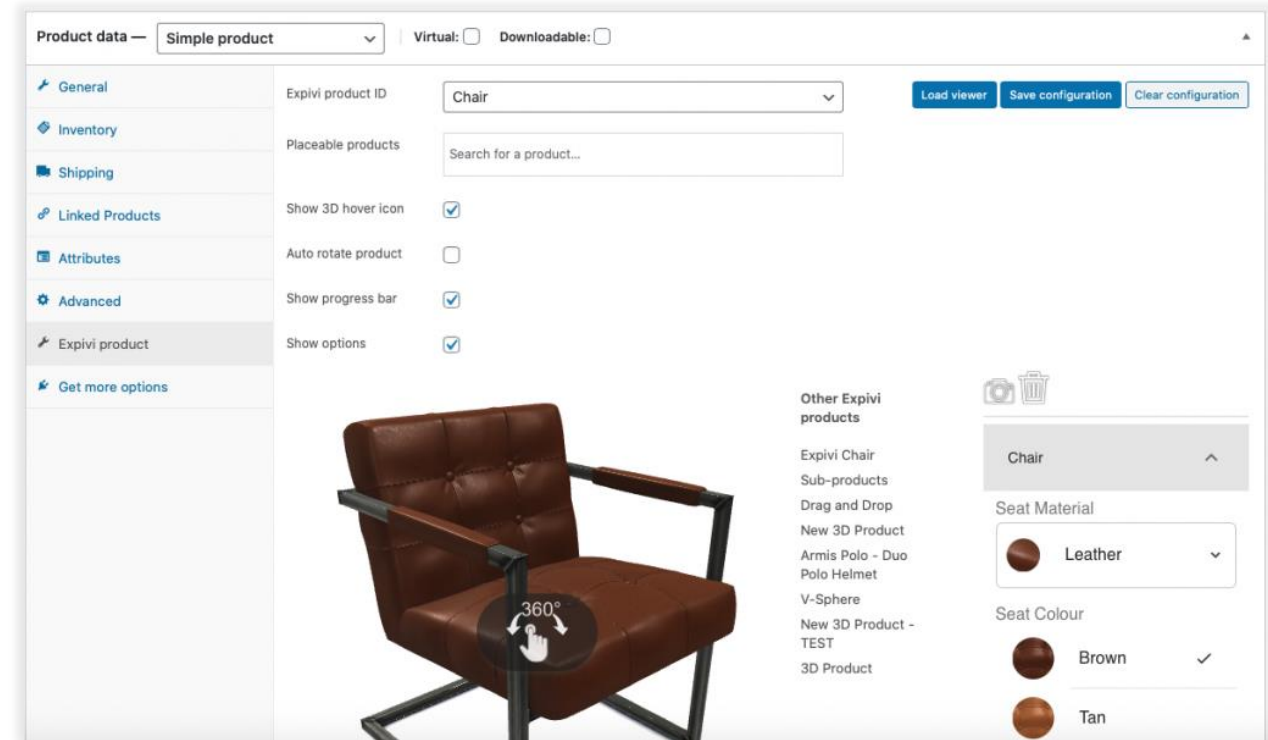 Product data — Simple product Virtual: Downloadable:
General
Inventory
Shipping
Linked Products
Attributes
Advanced
Expivi product
Get more options
Expivi product ID Chair Load viewer Save configuration Clear configuration
Placeable products Search for a product...
Show 3D hover icon
Auto rotate product
Show progress bar
Show options
360°
Other Expivi
products
Expivi Chair
Sub-products
Drag and Drop
New 3D Product
Armis Polo - Duo
Polo Helmet
V-Sphere
New 3D Product -
TEST
3D Product
Chair
Seat Material
Leather
Seat Colour
Brown
Tan